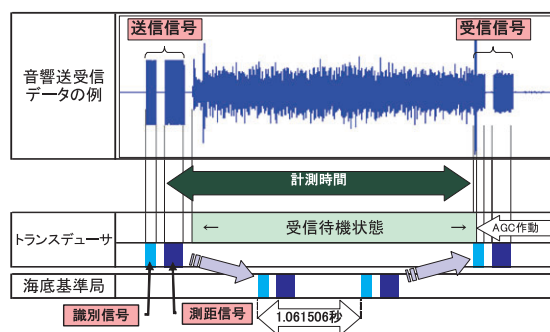 送信信号
受信信号
音響送受信
データの例
計測時間
トランスデューサ
← 受信待機状態 →
AGC作動
海底基準局
識別信号
測距信号
1.061506秒